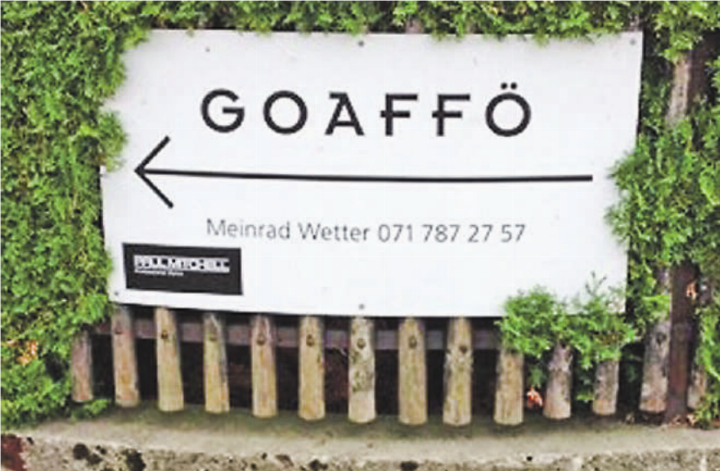 GOAFFÖ
Meinrad Wetter 071 787 27 57
PAUL MITCHELL